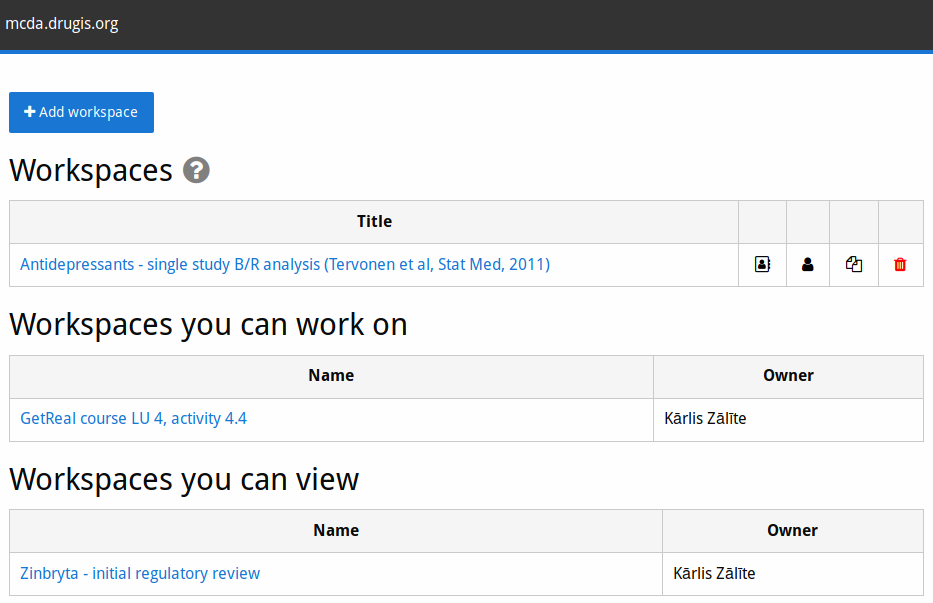 mcda.drugis.org
Add workspace
Workspaces ?
Title
Antidepressants - single study B/R analysis (Tervonen et al, Stat Med, 2011)
Workspaces you can work on
Name Owner
GetReal course LU 4, activity 4.4 Kārlis Zālīte
Workspaces you can view
Name Owner
Zinbryta - initial regulatory review Kārlis Zālīte